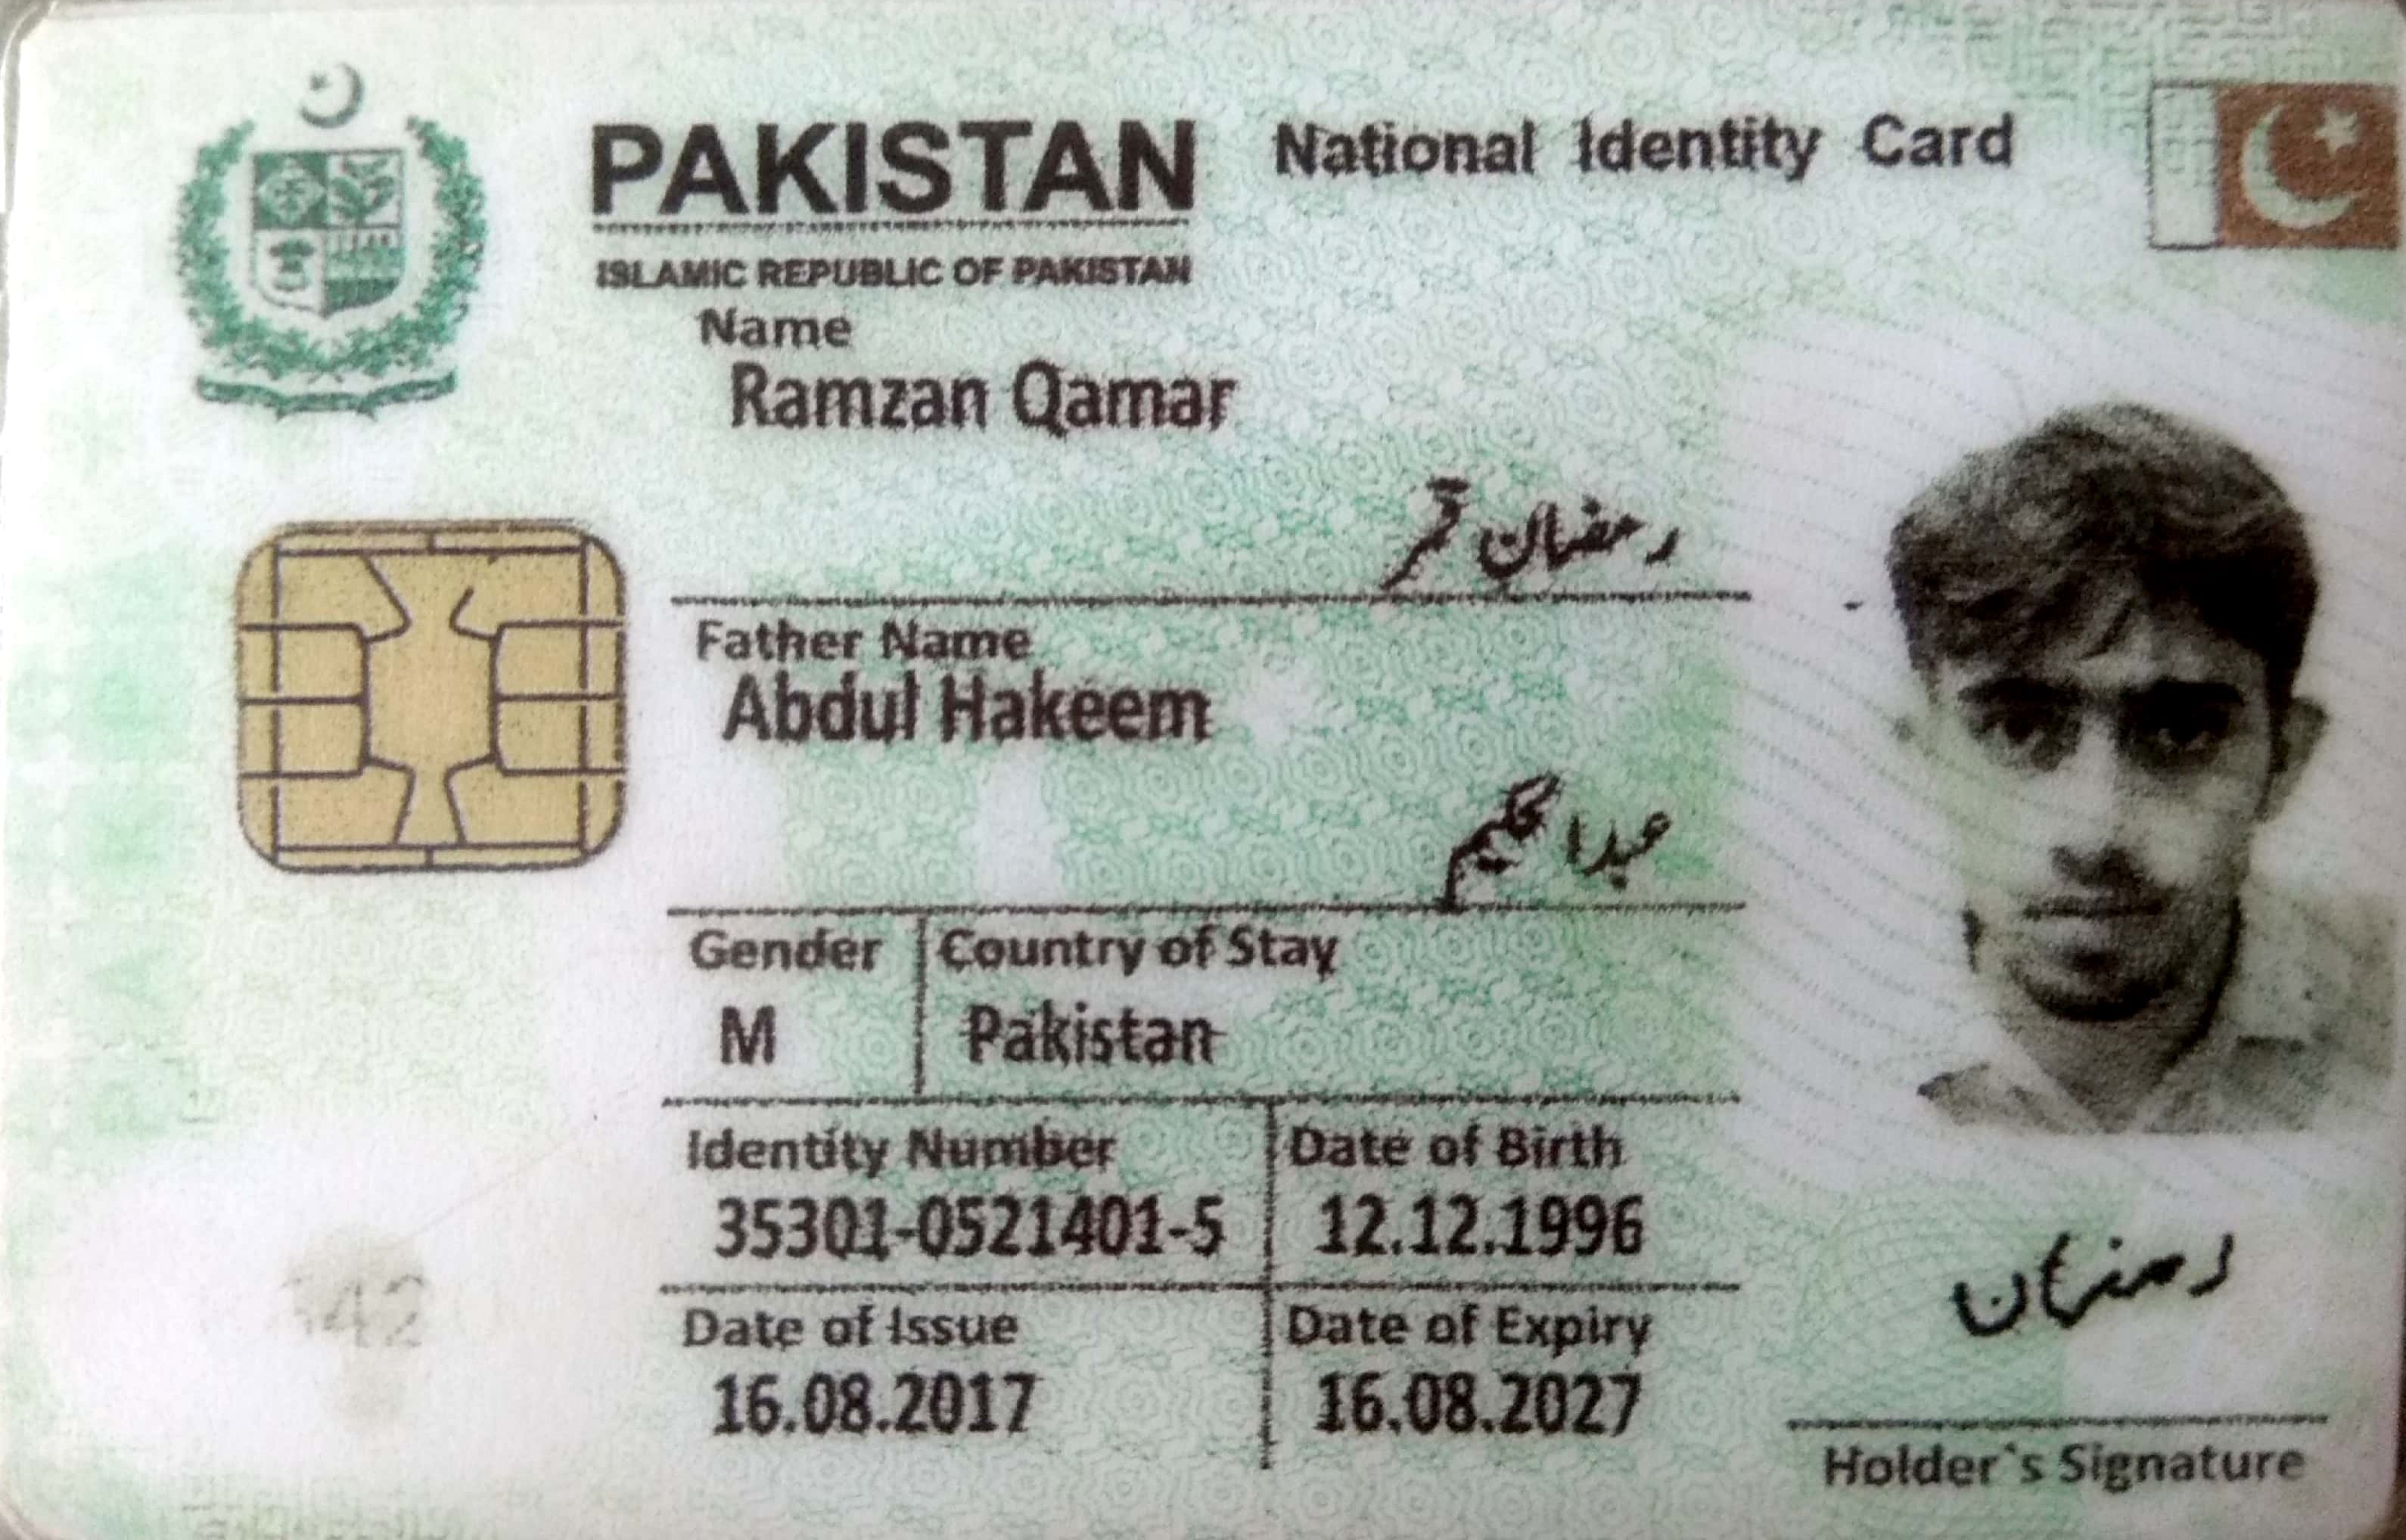 PAKISTAN National Identity Card
ISLAMIC REPUBLIC OF PAKISTAN
Name
Ramzan Qamar
رمضان قمر
Father Name
Abdul Hakeem
عبدا حکیم
Gender Country of Stay
M Pakistan
Identity Number Date of Birth
35301-0521401-5 12.12.1996
Date of Issue Date of Expiry
16.08.2017 16.08.2027
رمضان
Holder`s Signature